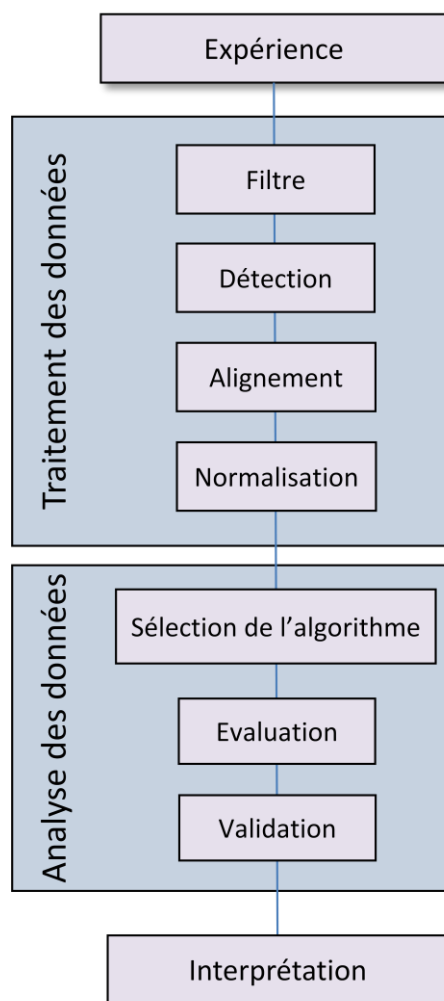 Expérience
Traitement des données
Filtre
Détection
Alignement
Normalisation
Analyse des données
Sélection de l’algorithme
Evaluation
Validation
Interprétation